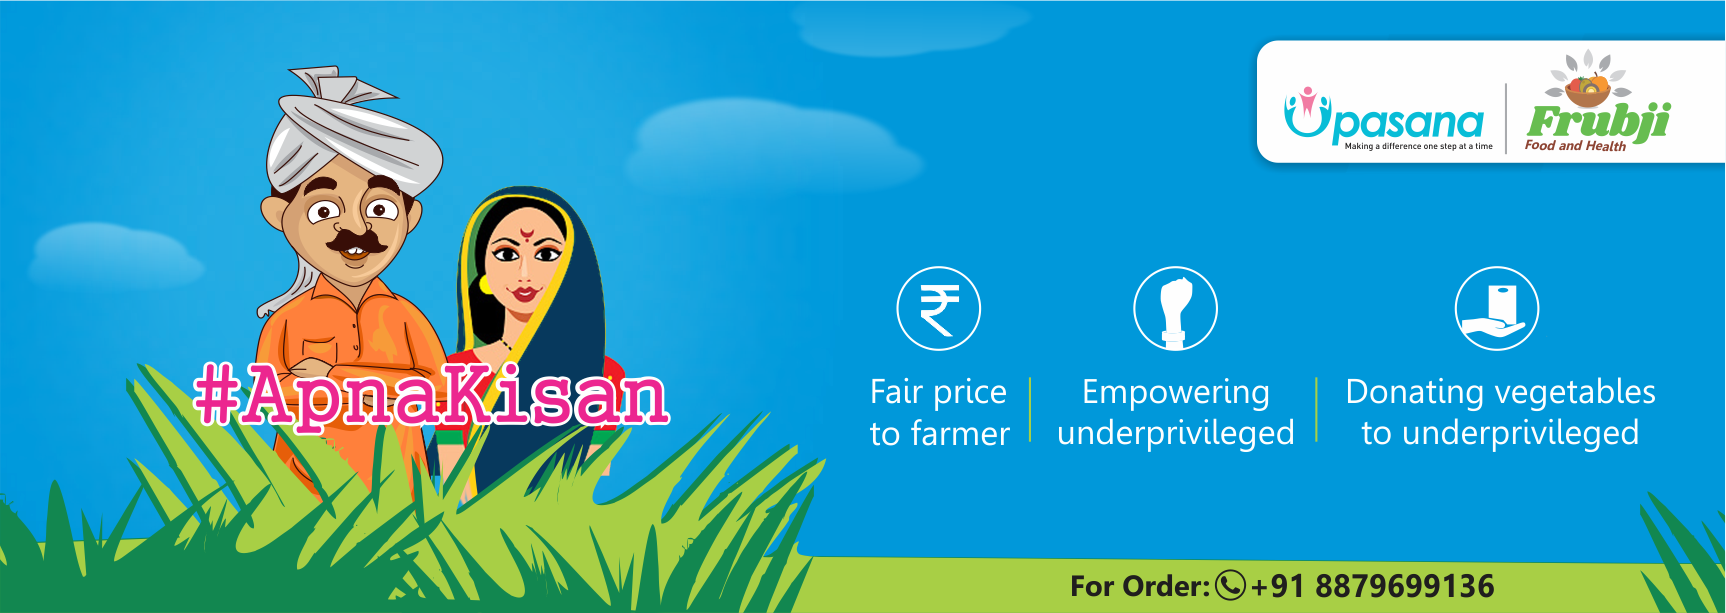 Upasana
Making a difference one step at a time
Frubji
Food and Health
#ApnaKisan
₹
Fair price
to farmer
Empowering
underprivileged
Donating vegetables
to underprivileged
For Order: +91 8879699136